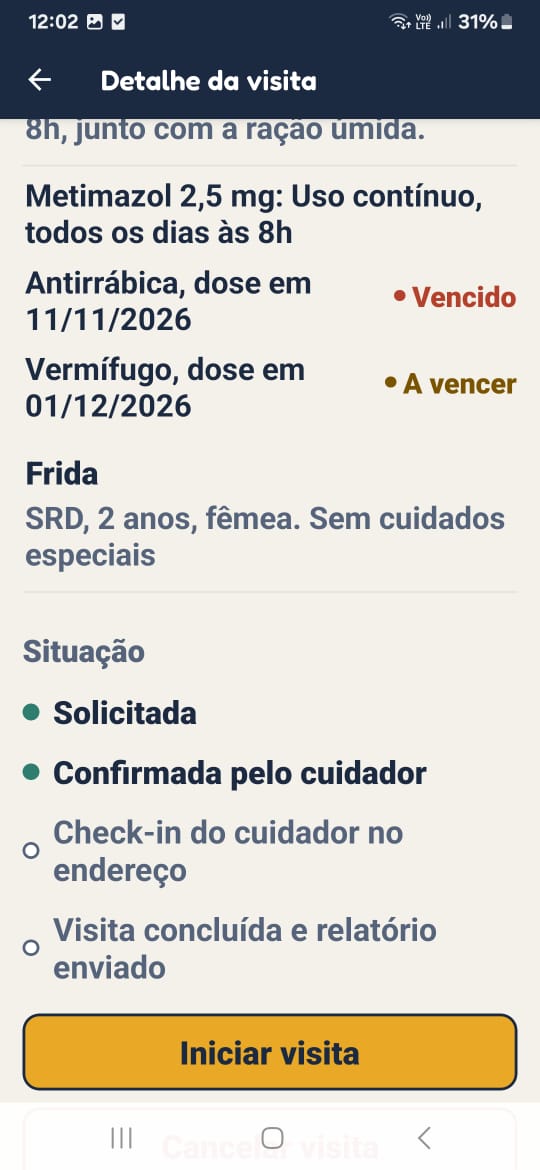 12:02 Vo)) LTE 31%
Detalhe da visita
8h, junto com a ração úmida.
Metimazol 2,5 mg: Uso contínuo,
todos os dias às 8h
Antirrábica, dose em
11/11/2026
Vencido
Vermífugo, dose em
01/12/2026
A vencer
Frida
SRD, 2 anos, fêmea. Sem cuidados
especiais
Situação
Solicitada
Confirmada pelo cuidador
Check-in do cuidador no
endereço
Visita concluída e relatório
enviado
Iniciar visita
Cancelar visita